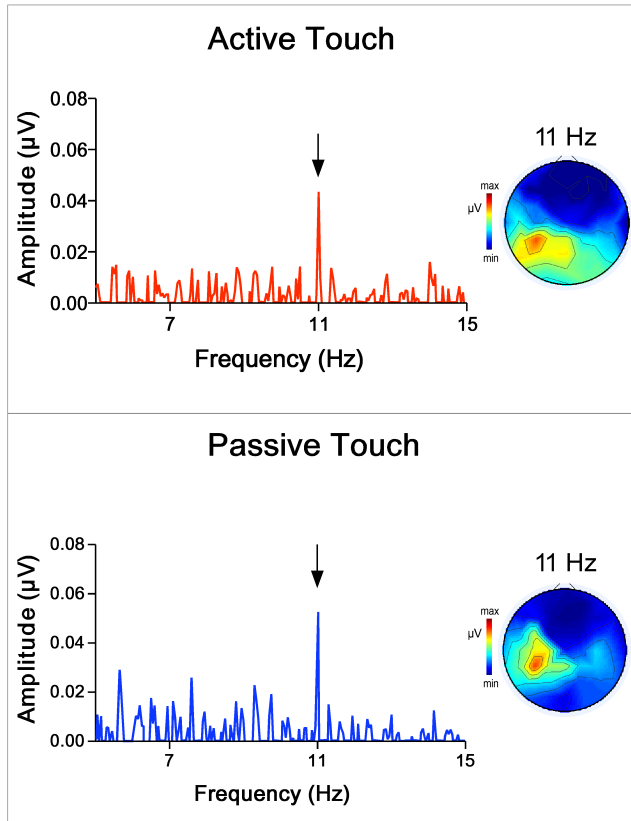 Active Touch
Amplitude (µV)
0.08
0.06
0.04
0.02
0.00
7
11
15
Frequency (Hz)
11 Hz
max
µV
min
Passive Touch
Amplitude (µV)
0.08
0.06
0.04
0.02
0.00
7
11
15
Frequency (Hz)
11 Hz
max
µV
min